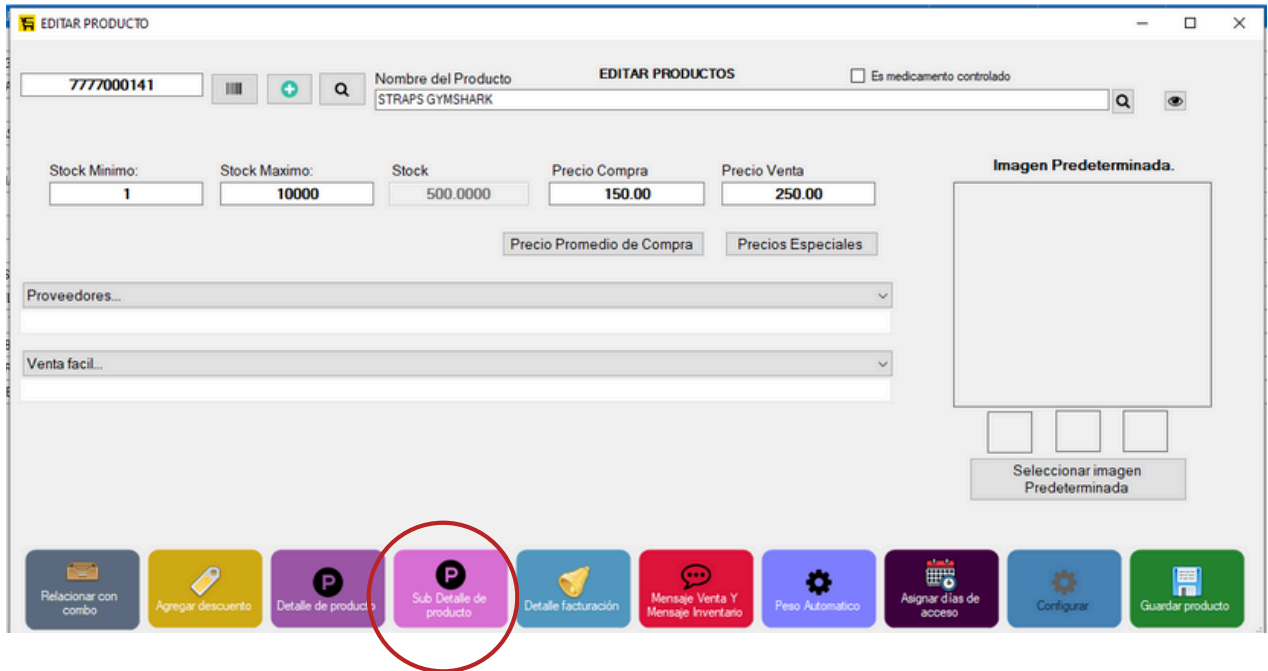 EDITAR PRODUCTO
EDITAR PRODUCTOS
Es medicamento controlado
7777000141
Nombre del Producto
STRAPS GYMSHARK
Stock Minimo:
Stock Maximo:
Stock
Precio Compra
Precio Venta
1
10000
500.0000
150.00
250.00
Imagen Predeterminada.
Precio Promedio de Compra
Precios Especiales
Proveedores...
Venta facil...
Seleccionar imagen
Predeterminada
Relacionar con
combo
Agregar descuento
P
Detalle de producto
P
Sub Detalle de
producto
Detalle facturación
Mensaje Venta Y
Mensaje Inventario
Peso Automatico
Asignar días de
acceso
Configurar
Guardar producto